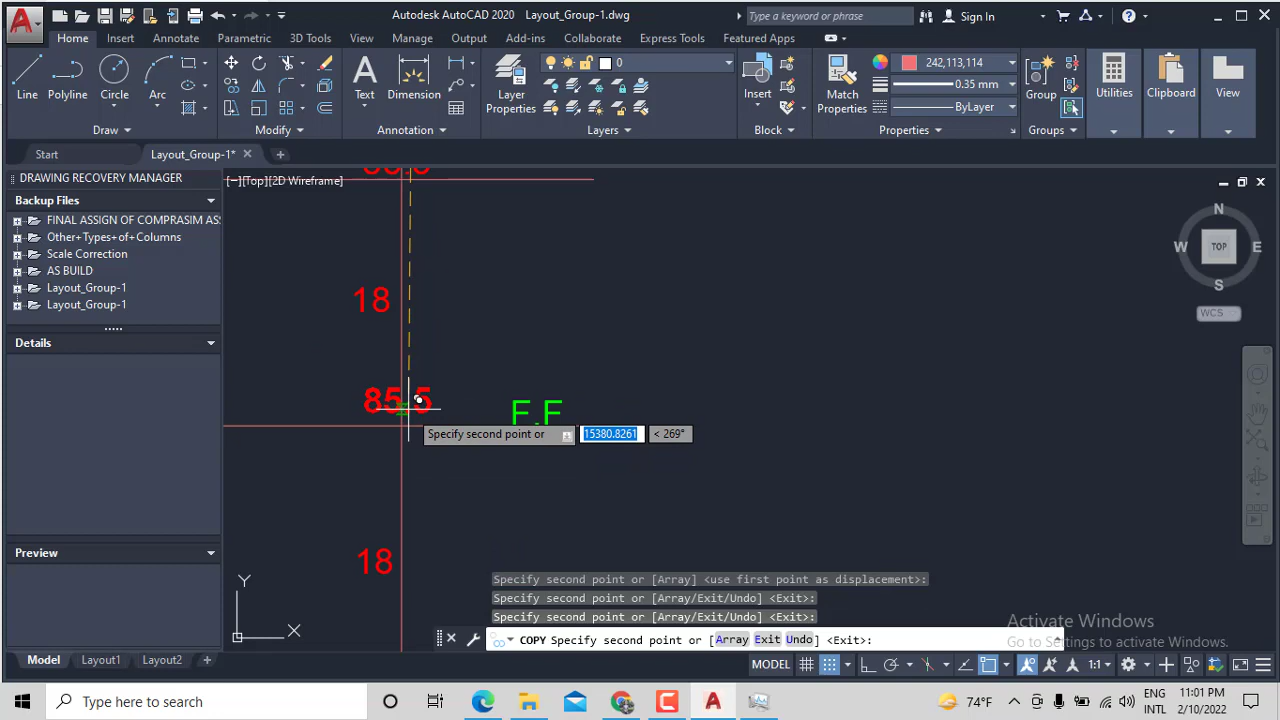 Autodesk AutoCAD 2020 Layout_Group-1.dwg
Type a keyword or phrase
Sign In
Home Insert Annotate Parametric 3D Tools View Manage Output Add-ins Collaborate Express Tools Featured Apps
Line Polyline Circle Arc
Text Dimension
Layer Properties
0
Insert
Match Properties
242,113,114
0.35 mm
ByLayer
Group
Utilities
Clipboard
View
Draw
Modify
Annotation
Layers
Block
Properties
Groups
Start
Layout_Group-1*
DRAWING RECOVERY MANAGER
Backup Files
FINAL ASSIGN OF COMPRASIM AS
Other+Types+of+Columns
Scale Correction
AS BUILD
Layout_Group-1
Layout_Group-1
Details
Preview
[−][Top][2D Wireframe]
N
W TOP E
S
WCS
18
85.5
F.F
Specify second point or 15380.8261 < 269°
18
Y
X
Specify second point or [Array] <use first point as displacement>:
Specify second point or [Array/Exit/Undo] <Exit>:
Specify second point or [Array/Exit/Undo] <Exit>:
COPY Specify second point or [Array Exit Undo] <Exit>:
Activate Windows
Go to Settings to activate Windows.
Model Layout1 Layout2
MODEL
1:1
Type here to search
74°F
ENG
INTL
11:01 PM
2/10/2022